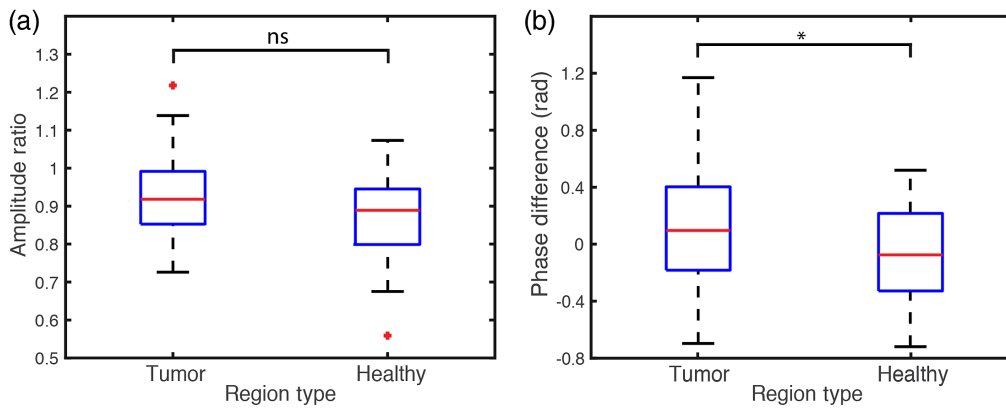 (a)
ns
Amplitude ratio
1.3
1.2
1.1
1
0.9
0.8
0.7
0.6
0.5
Tumor Healthy
Region type
(b)
*
Phase difference (rad)
1.2
0.8
0.4
0
-0.4
-0.8
Tumor Healthy
Region type